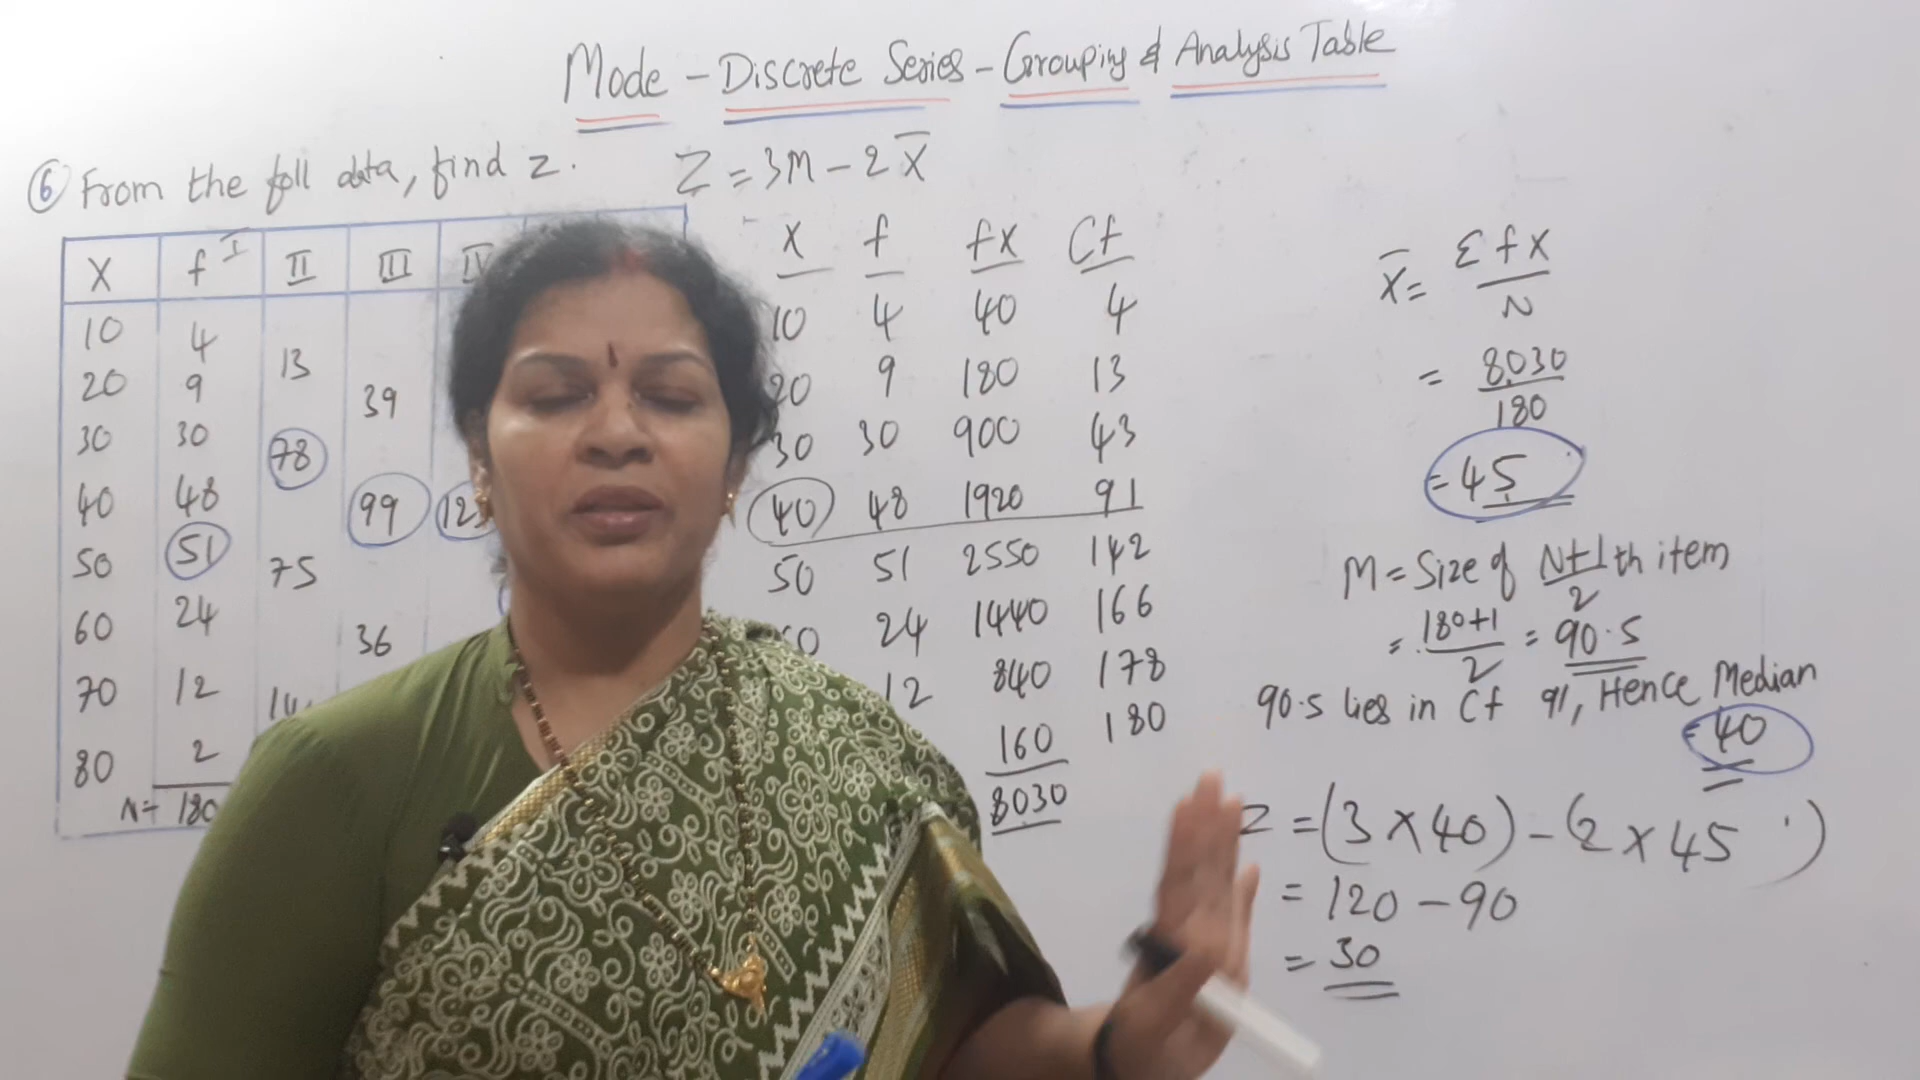 Mode - Discrete Series - Grouping & Analysis Table
⑥ From the foll data, find z.
Z = 3M - 2X̅
X f I II III IV
10 4
13
20 9
39
30 30
78
40 48
99
50 51
75
60 24
36
70 12
80 2
N = 180
X f fX Cf
10 4 40 4
20 9 180 13
30 30 900 43
40 48 1920 91
50 51 2550 142
24 1440 166
12 840 178
160 180
8030
X̅ = Σfx / N
= 8030 / 180
= 45
M = Size of N+1/2 th item
= 180+1 / 2 = 90.5
90.5 lies in Cf 91, Hence Median
= 40
Z = (3 × 40) - (2 × 45)
= 120 - 90
= 30